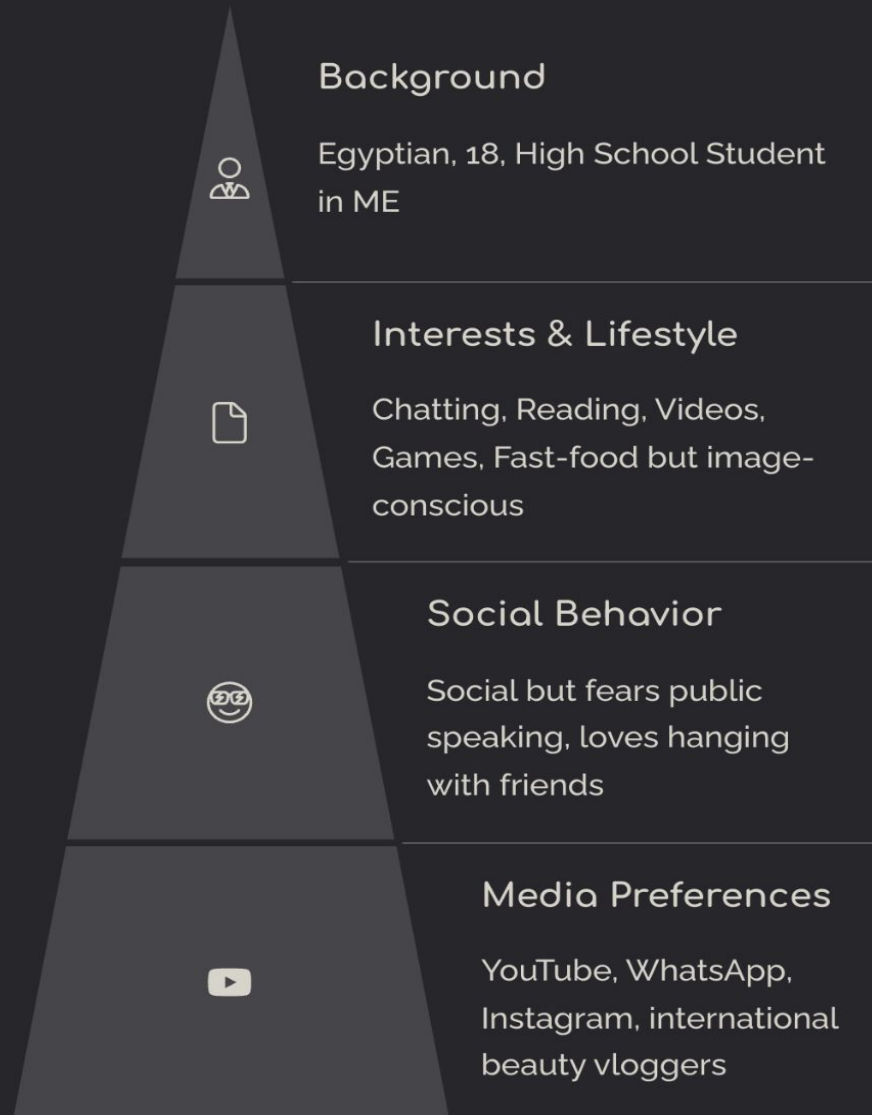 Background
Egyptian, 18, High School Student
in ME
Interests & Lifestyle
Chatting, Reading, Videos,
Games, Fast-food but image-
conscious
Social Behavior
Social but fears public
speaking, loves hanging
with friends
Media Preferences
YouTube, WhatsApp,
Instagram, international
beauty vloggers